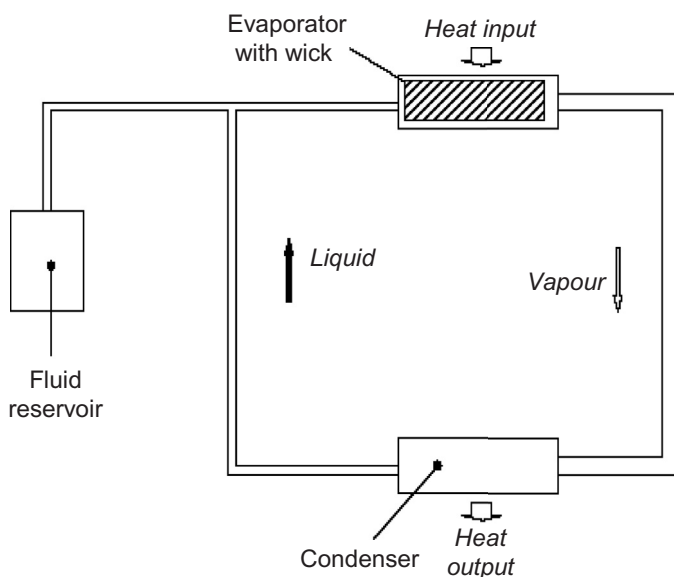 Evaporator
with wick
Heat input
Liquid
Vapour
Fluid
reservoir
Condenser
Heat
output